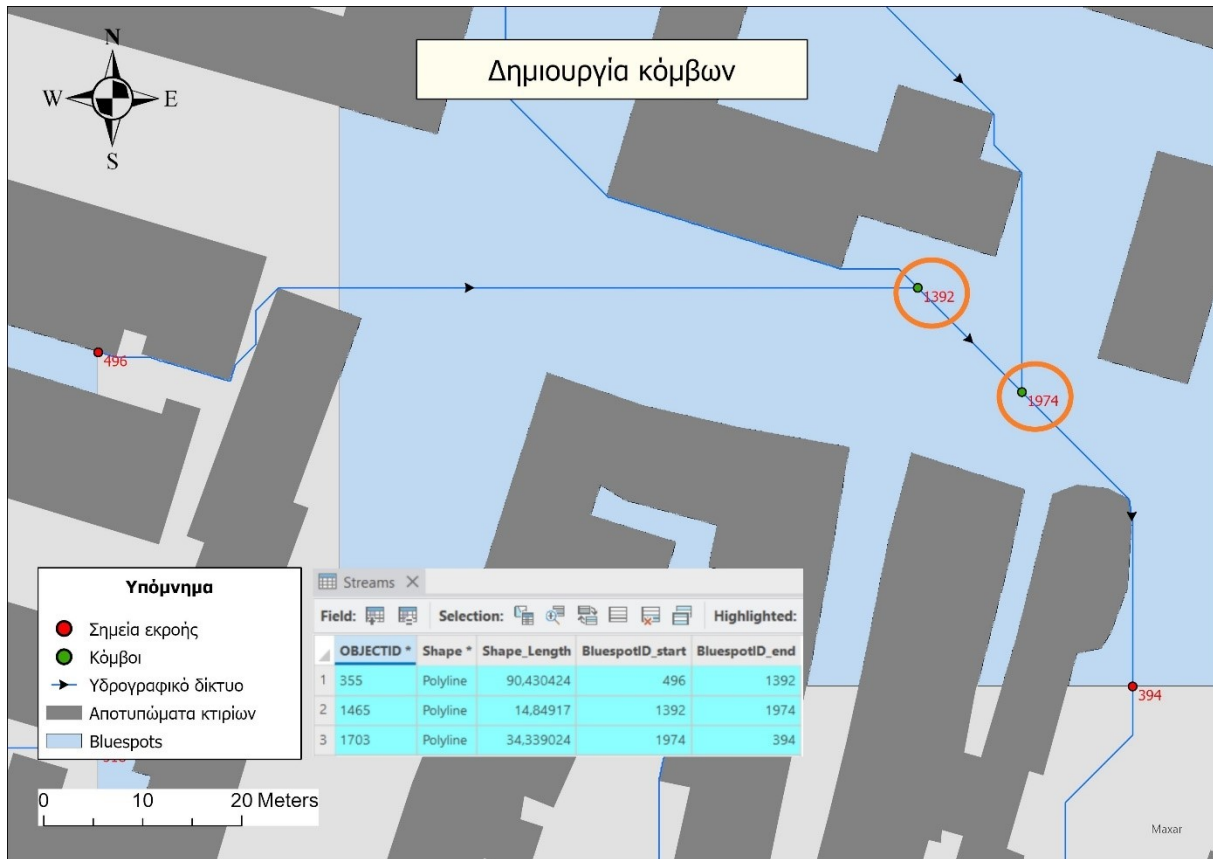 N
Δημιουργία κόμβων
W
E
S
1392
496
1974
Υπόμνημα
Σημεία εκροής
Κόμβοι
Υδρογραφικό δίκτυο
Αποτυπώματα κτιρίων
Bluespots
Streams
Field:
Selection:
Highlighted:
OBJECTID * Shape * Shape_Length BluespotID_start BluespotID_end
1 355 Polyline 90,430424 496 1392
2 1465 Polyline 14,84917 1392 1974
3 1703 Polyline 34,339024 1974 394
394
0 10 20 Meters
Maxar